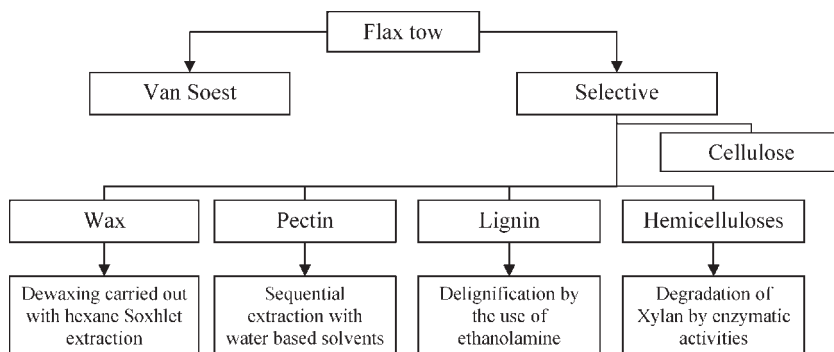 Flax tow
Van Soest
Selective
Cellulose
Wax
Pectin
Lignin
Hemicelluloses
Dewaxing carried out
with hexane Soxhlet
extraction
Sequential
extraction with
water based solvents
Delignification by
the use of
ethanolamine
Degradation of
Xylan by enzymatic
activities